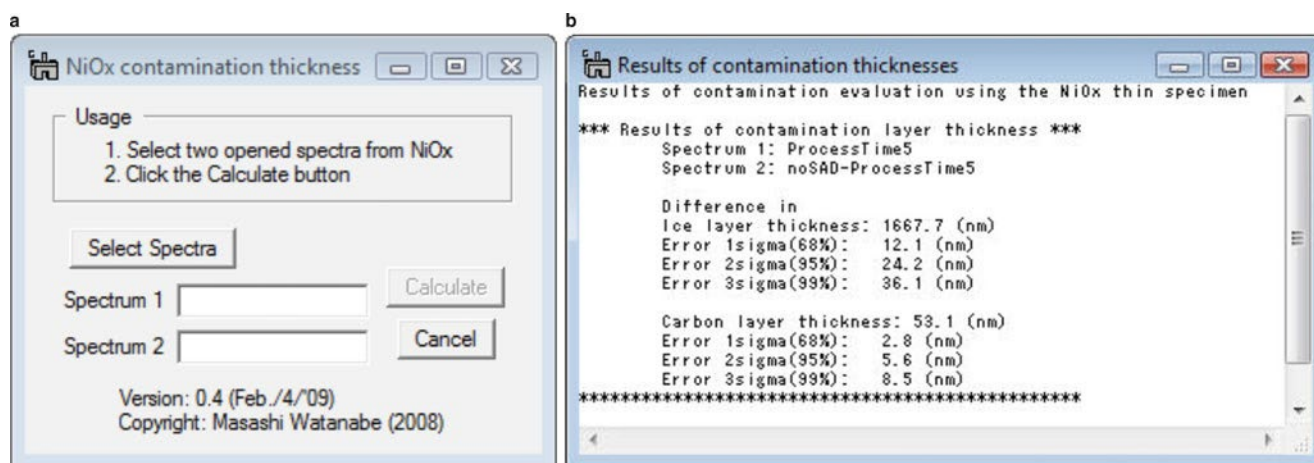 a
NiOx contamination thickness
Usage
1. Select two opened spectra from NiOx
2. Click the Calculate button
Select Spectra
Spectrum 1
Calculate
Spectrum 2
Cancel
Version: 0.4 (Feb./4/'09)
Copyright: Masashi Watanabe (2008)
b
Results of contamination thicknesses
Results of contamination evaluation using the NiOx thin specimen
*** Results of contamination layer thickness ***
Spectrum 1: ProcessTime5
Spectrum 2: noSAD-ProcessTime5
Difference in
Ice layer thickness: 1667.7 (nm)
Error 1sigma(68%): 12.1 (nm)
Error 2sigma(95%): 24.2 (nm)
Error 3sigma(99%): 36.1 (nm)
Carbon layer thickness: 53.1 (nm)
Error 1sigma(68%): 2.8 (nm)
Error 2sigma(95%): 5.6 (nm)
Error 3sigma(99%): 8.5 (nm)
************************************************